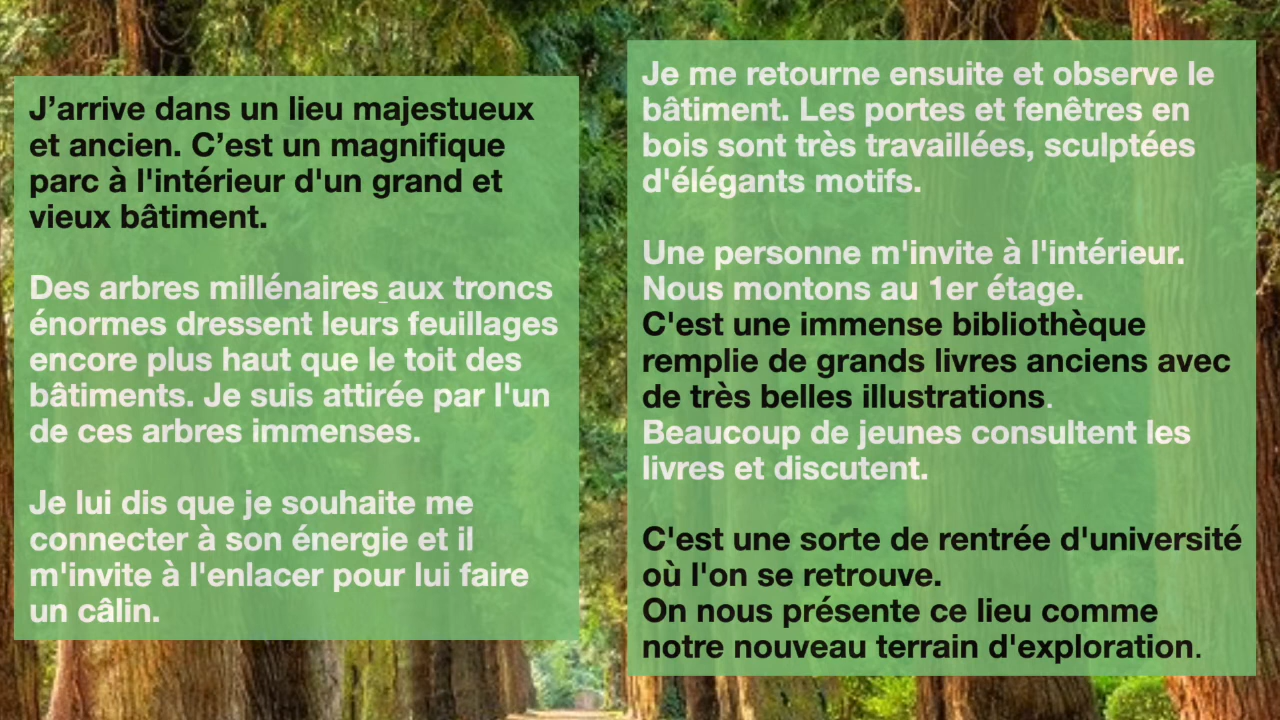 J’arrive dans un lieu majestueux
et ancien. C’est un magnifique
parc à l'intérieur d'un grand et
vieux bâtiment.
Des arbres millénaires aux troncs
énormes dressent leurs feuillages
encore plus haut que le toit des
bâtiments. Je suis attirée par l'un
de ces arbres immenses.
Je lui dis que je souhaite me
connecter à son énergie et il
m'invite à l'enlacer pour lui faire
un câlin.
Je me retourne ensuite et observe le
bâtiment. Les portes et fenêtres en
bois sont très travaillées, sculptées
d'élégants motifs.
Une personne m'invite à l'intérieur.
Nous montons au 1er étage.
C'est une immense bibliothèque
remplie de grands livres anciens avec
de très belles illustrations.
Beaucoup de jeunes consultent les
livres et discutent.
C'est une sorte de rentrée d'université
où l'on se retrouve.
On nous présente ce lieu comme
notre nouveau terrain d'exploration.